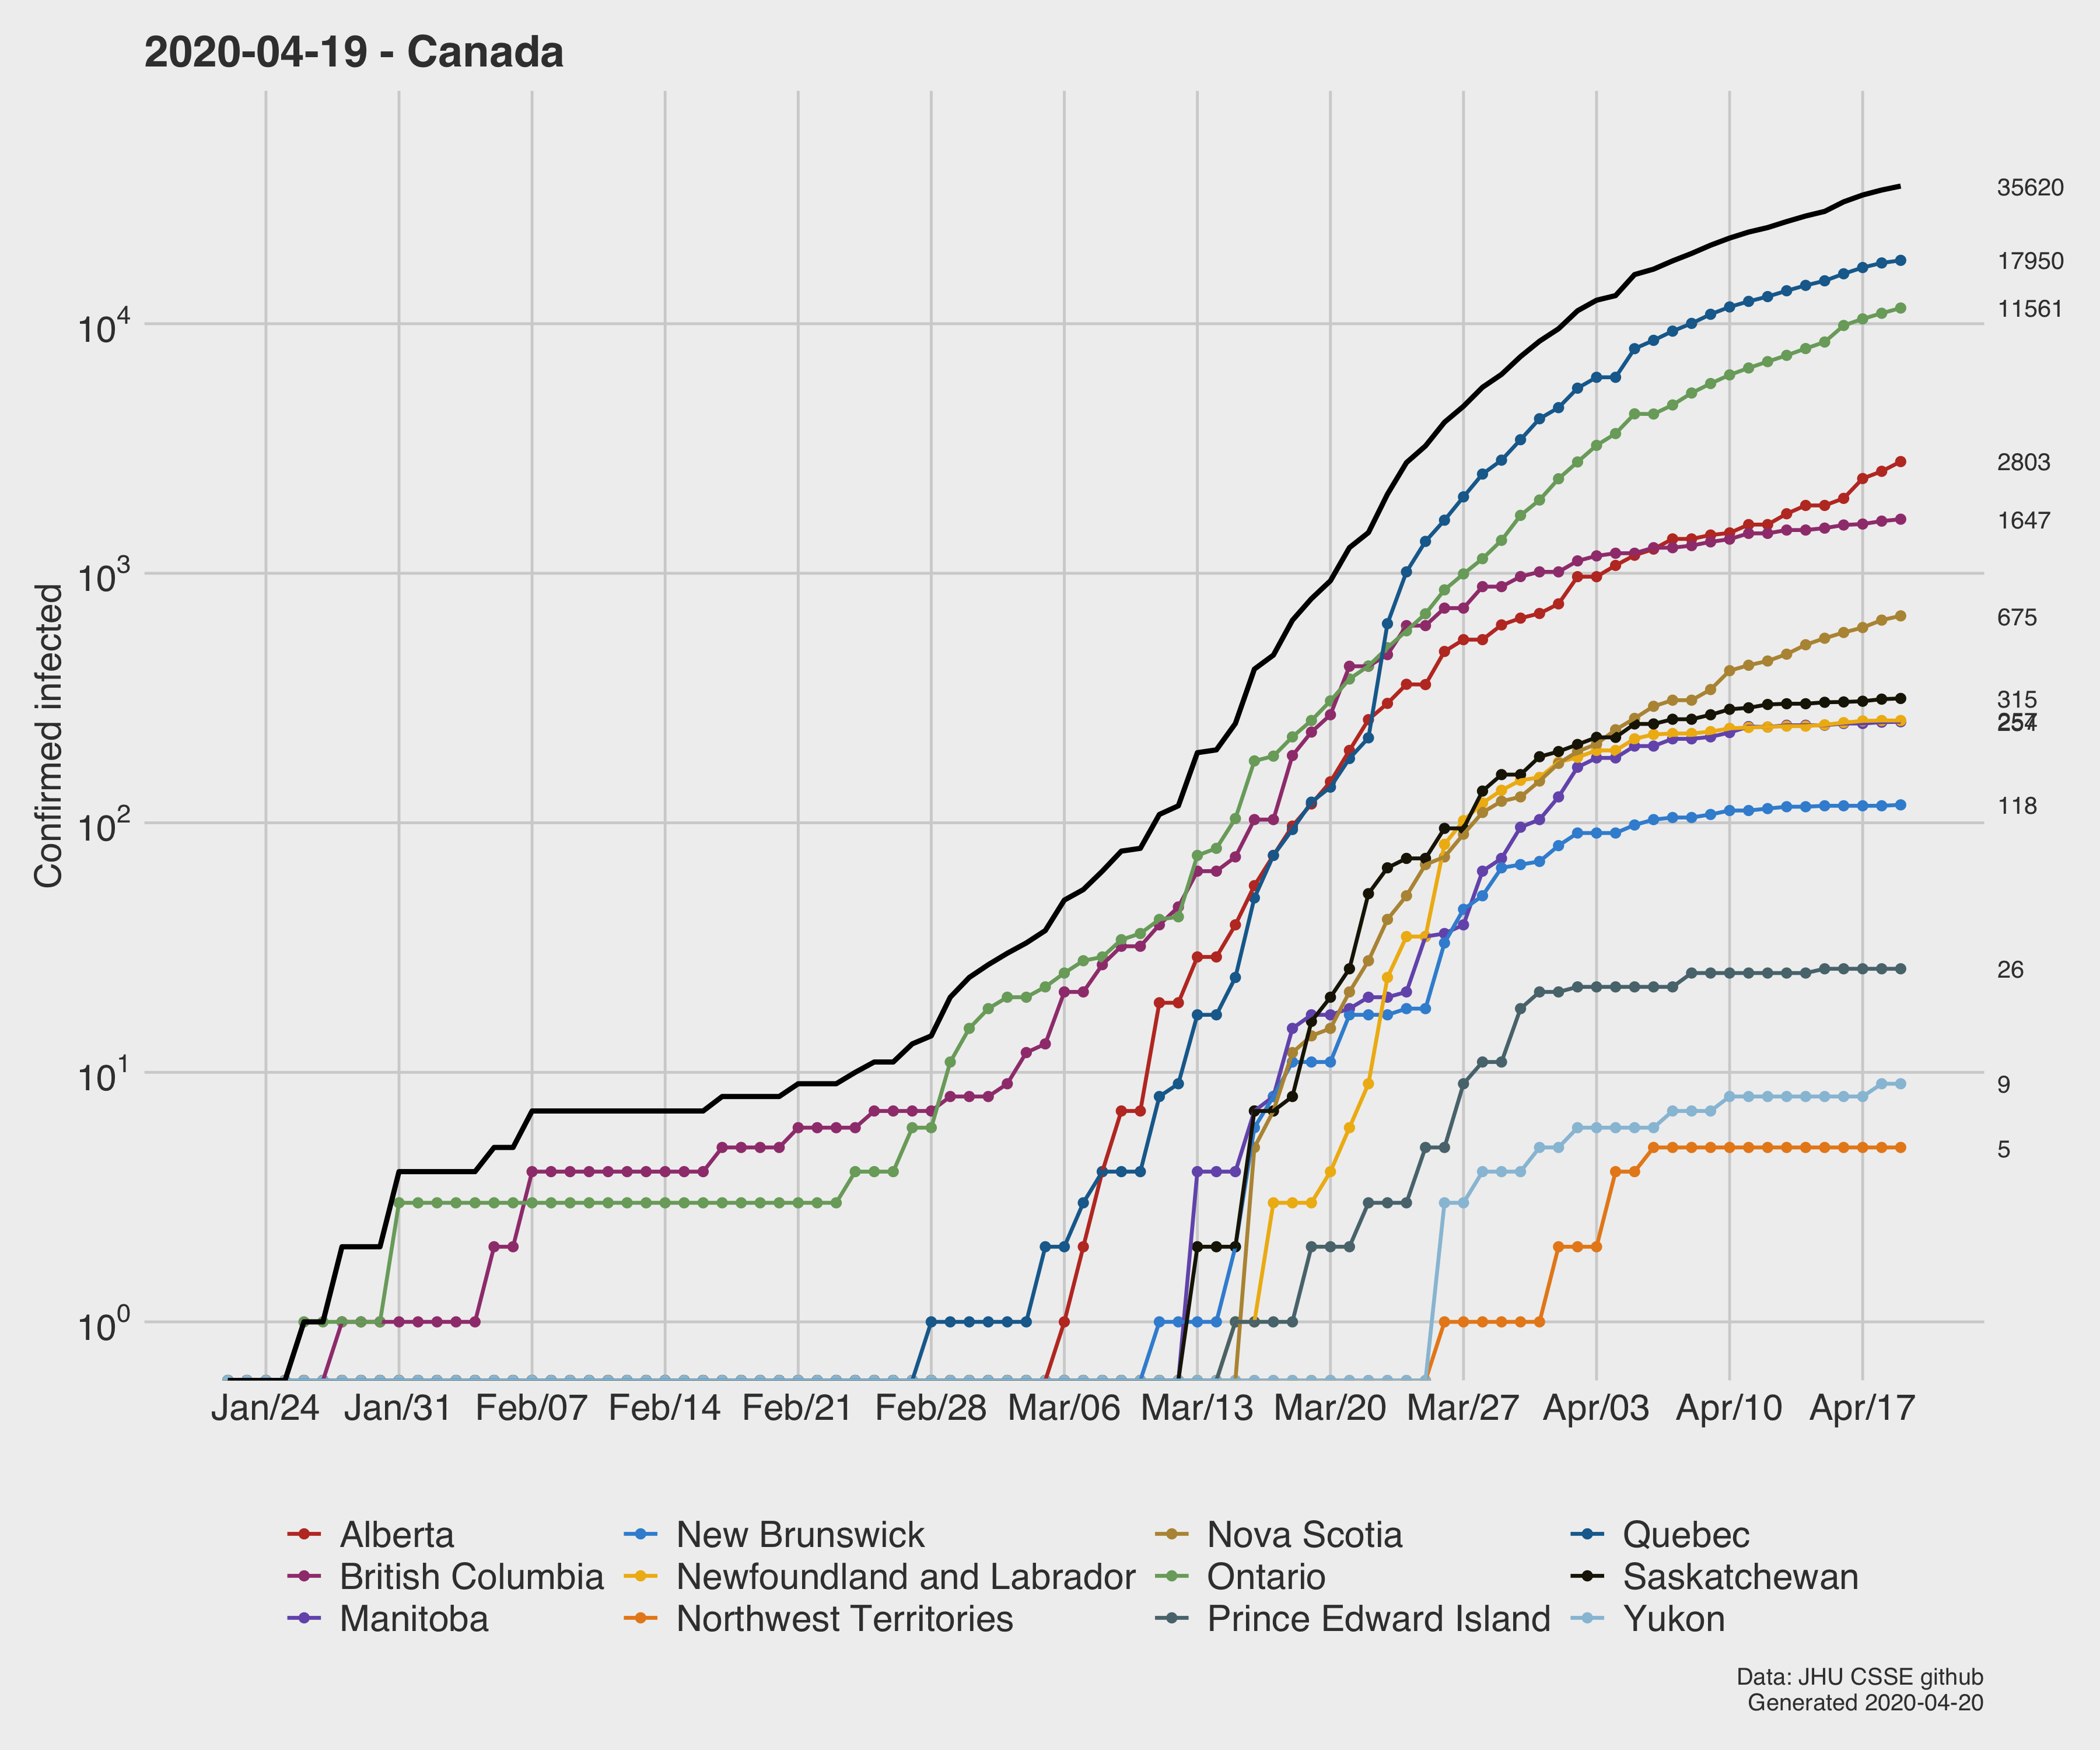 2020-04-19 - Canada
Confirmed infected
10^4
10^3
10^2
10^1
10^0
35620
17950
11561
2803
1647
675
315
257
254
118
26
9
5
Jan/24 Jan/31 Feb/07 Feb/14 Feb/21 Feb/28 Mar/06 Mar/13 Mar/20 Mar/27 Apr/03 Apr/10 Apr/17
Alberta New Brunswick Nova Scotia Quebec
British Columbia Newfoundland and Labrador Ontario Saskatchewan
Manitoba Northwest Territories Prince Edward Island Yukon
Data: JHU CSSE github
Generated 2020-04-20